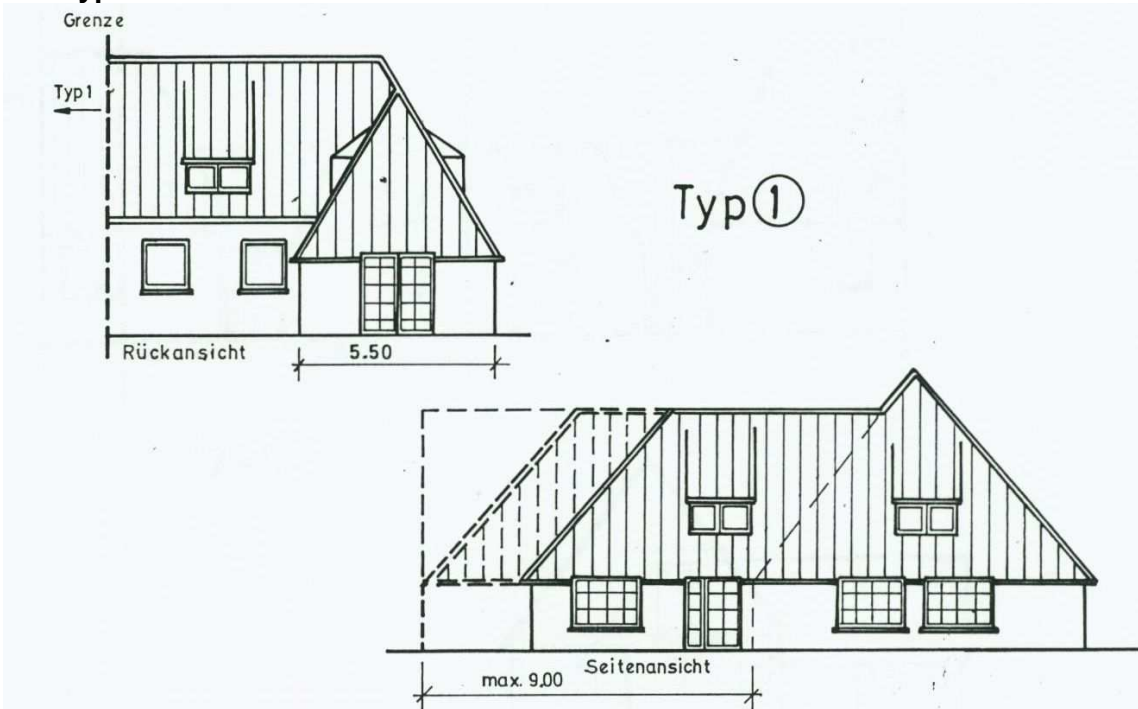 Grenze
Typ1
Typ 1
Rückansicht
5.50
Seitenansicht
max. 9,00